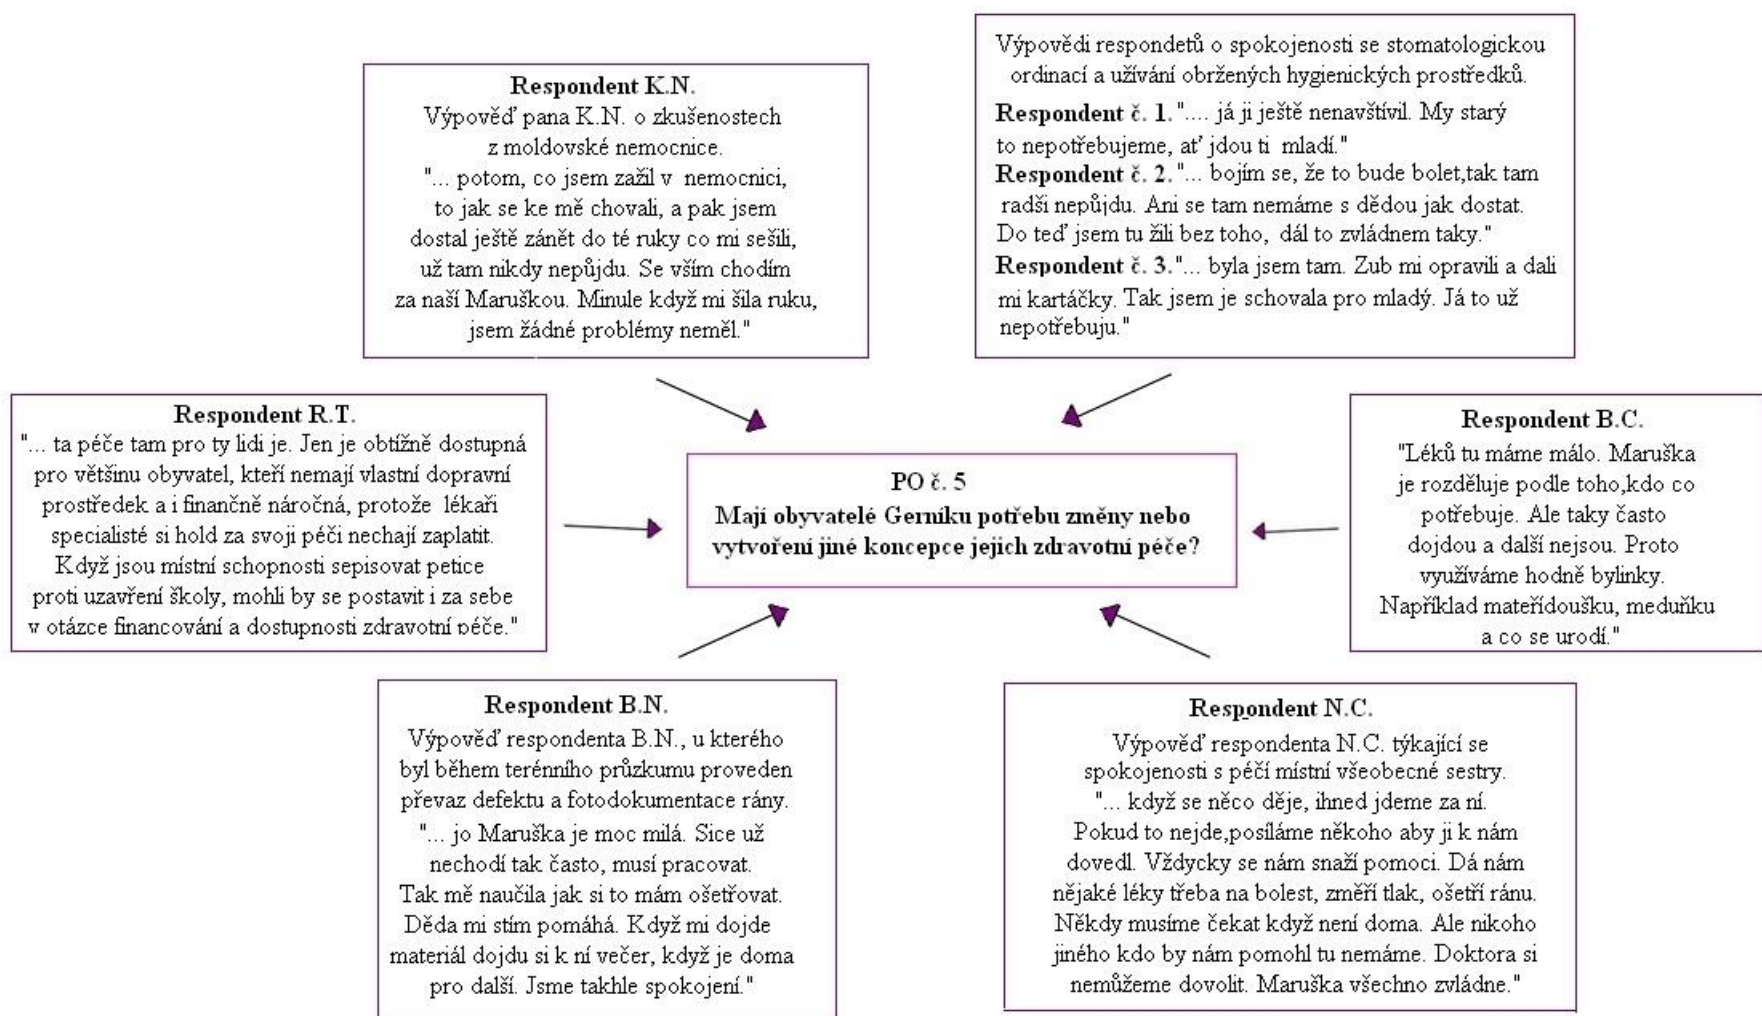 Respondent K.N.
Výpověď pana K.N. o zkušenostech
z moldovské nemocnice.
"... potom, co jsem zažil v nemocnici,
to jak se ke mě chovali, a pak jsem
dostal ještě zánět do té ruky co mi sešili,
už tam nikdy nepůjdu. Se vším chodím
za naší Maruškou. Minule když mi šila ruku,
jsem žádné problémy neměl."
Výpovědi respondetů o spokojenosti se stomatologickou
ordinací a užívání obržených hygienických prostředků.
Respondent č. 1. ".... já ji ještě nenavštívil. My starý
to nepotřebujeme, ať jdou ti mladí."
Respondent č. 2. "... bojím se, že to bude bolet,tak tam
radši nepůjdu. Ani se tam nemáme s dědou jak dostat.
Do teď jsem tu žili bez toho, dál to zvládnem taky."
Respondent č. 3. "... byla jsem tam. Zub mi opravili a dali
mi kartáčky. Tak jsem je schovala pro mladý. Já to už
nepotřebuju."
Respondent R.T.
"... ta péče tam pro ty lidi je. Jen je obtížně dostupná
pro většinu obyvatel, kteří nemají vlastní dopravní
prostředek a i finančně náročná, protože lékaři
specialisté si hold za svoji péči nechají zaplatit.
Když jsou místní schopnosti sepisovat petice
proti uzavření školy, mohli by se postavit i za sebe
v otázce financování a dostupnosti zdravotní péče."
PO č. 5
Mají obyvatelé Gerníku potřebu změny nebo
vytvoření jiné koncepce jejich zdravotní péče?
Respondent B.C.
"Léků tu máme málo. Maruška
je rozděluje podle toho,kdo co
potřebuje. Ale taky často
dojdou a další nejsou. Proto
využíváme hodně bylinky.
Například mateřídoušku, meduňku
a co se urodí."
Respondent B.N.
Výpověď respondenta B.N., u kterého
byl během terénního průzkumu proveden
převaz defektu a fotodokumentace rány.
"... jo Maruška je moc milá. Sice už
nechodí tak často, musí pracovat.
Tak mě naučila jak si to mám ošetřovat.
Děda mi stím pomáhá. Když mi dojde
materiál dojdu si k ní večer, když je doma
pro další. Jsme takhle spokojení."
Respondent N.C.
Výpověď respondenta N.C. týkající se
spokojenosti s péčí místní všeobecné sestry.
"... když se něco děje, ihned jdeme za ní.
Pokud to nejde,posíláme někoho aby ji k nám
dovedl. Vždycky se nám snaží pomoci. Dá nám
nějaké léky třeba na bolest, změří tlak, ošetří ránu.
Někdy musíme čekat když není doma. Ale nikoho
jiného kdo by nám pomohl tu nemáme. Doktora si
nemůžeme dovolit. Maruška všechno zvládne."